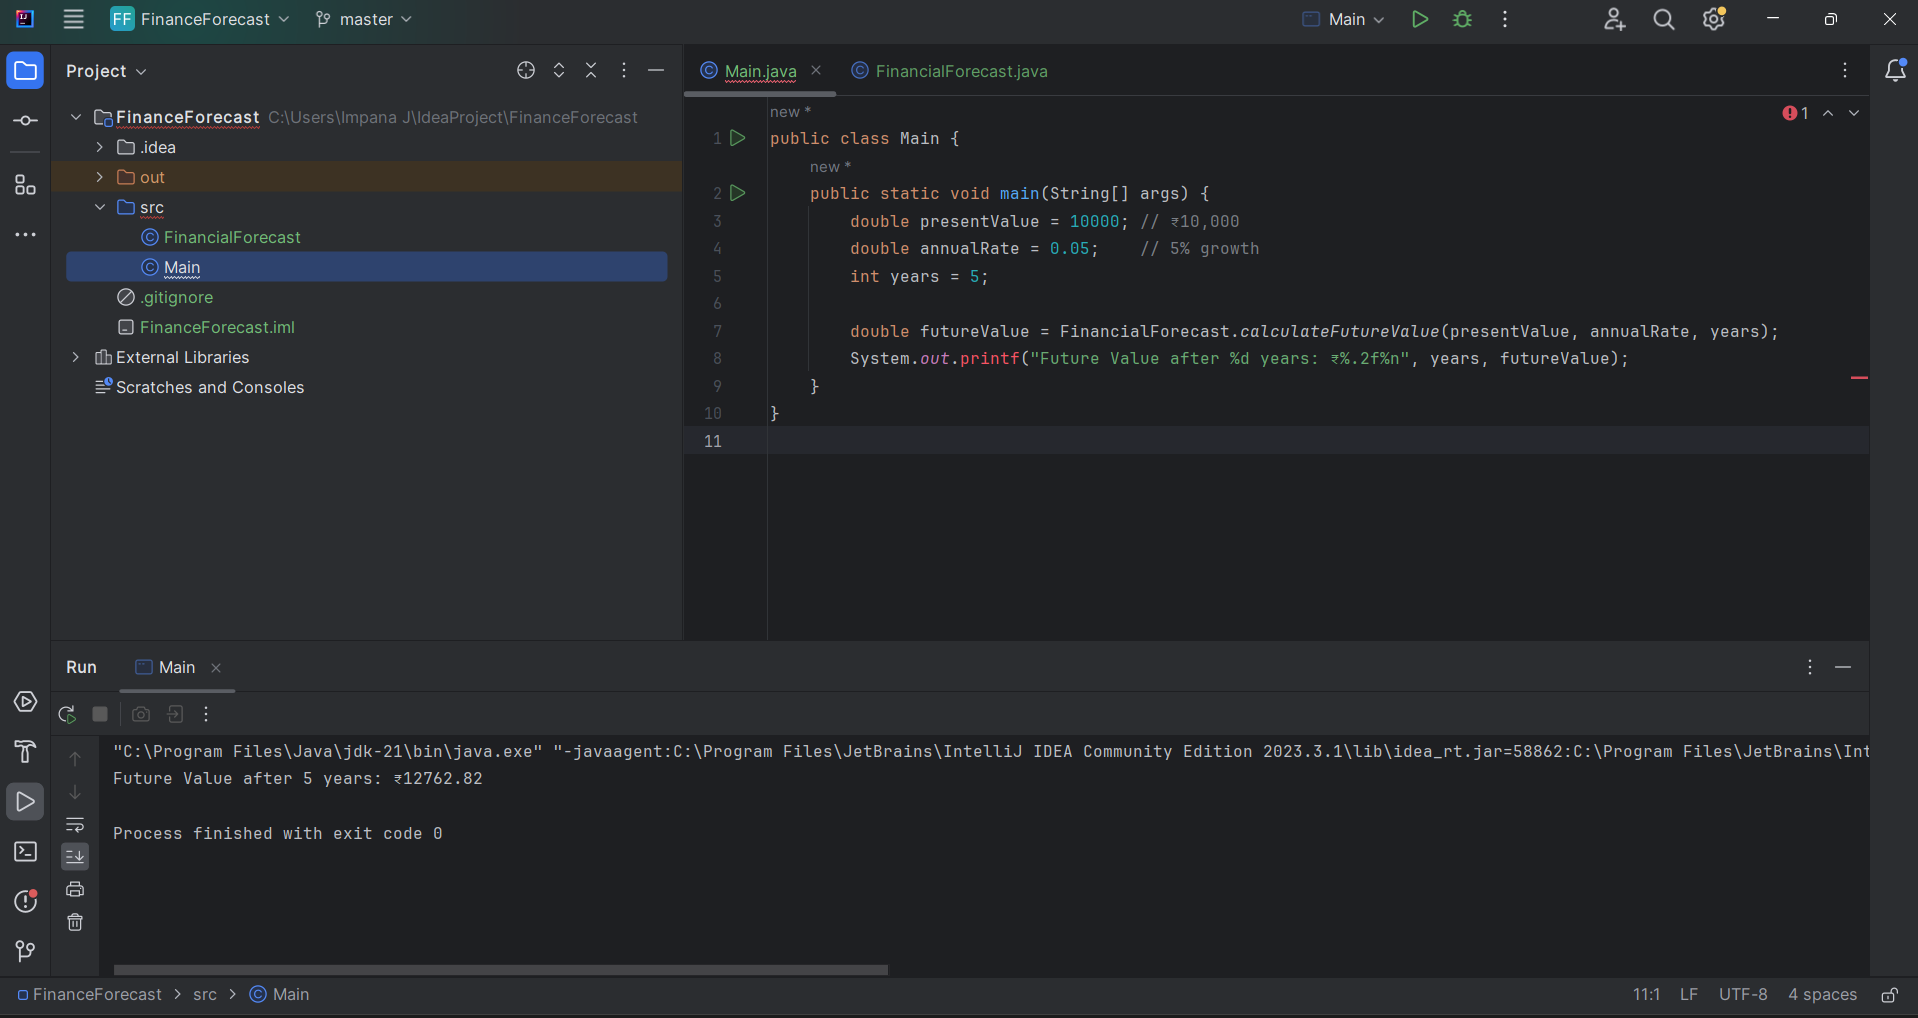 FF FinanceForecast master Main
Project
FinanceForecast C:\Users\Impana J\IdeaProject\FinanceForecast
.idea
out
src
FinancialForecast
Main
.gitignore
FinanceForecast.iml
External Libraries
Scratches and Consoles
Main.java FinancialForecast.java
new *
1
1 public class Main {
new *
2 public static void main(String[] args) {
3 double presentValue = 10000; // ₹10,000
4 double annualRate = 0.05;    // 5% growth
5 int years = 5;
6
7 double futureValue = FinancialForecast.calculateFutureValue(presentValue, annualRate, years);
8 System.out.printf("Future Value after %d years: ₹%.2f%n", years, futureValue);
9 }
10 }
11
Run Main
"C:\Program Files\Java\jdk-21\bin\java.exe" "-javaagent:C:\Program Files\JetBrains\IntelliJ IDEA Community Edition 2023.3.1\lib\idea_rt.jar=58862:C:\Program Files\JetBrains\Int
Future Value after 5 years: ₹12762.82
Process finished with exit code 0
FinanceForecast > src > Main
11:1 LF UTF-8 4 spaces